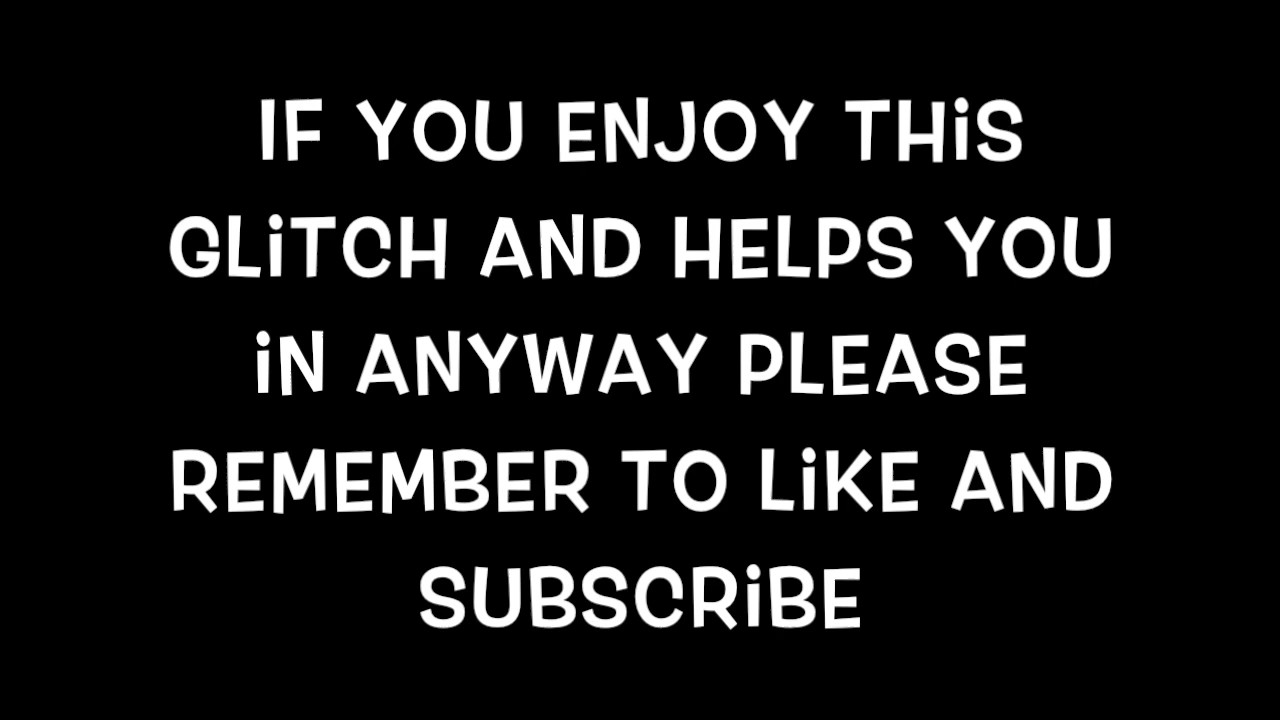 IF YOU ENJOY THiS
GLiTCH AND HELPS YOU
iN ANYWAY PLEASE
REMEMBER TO LiKE AND
SUBSCRiBE